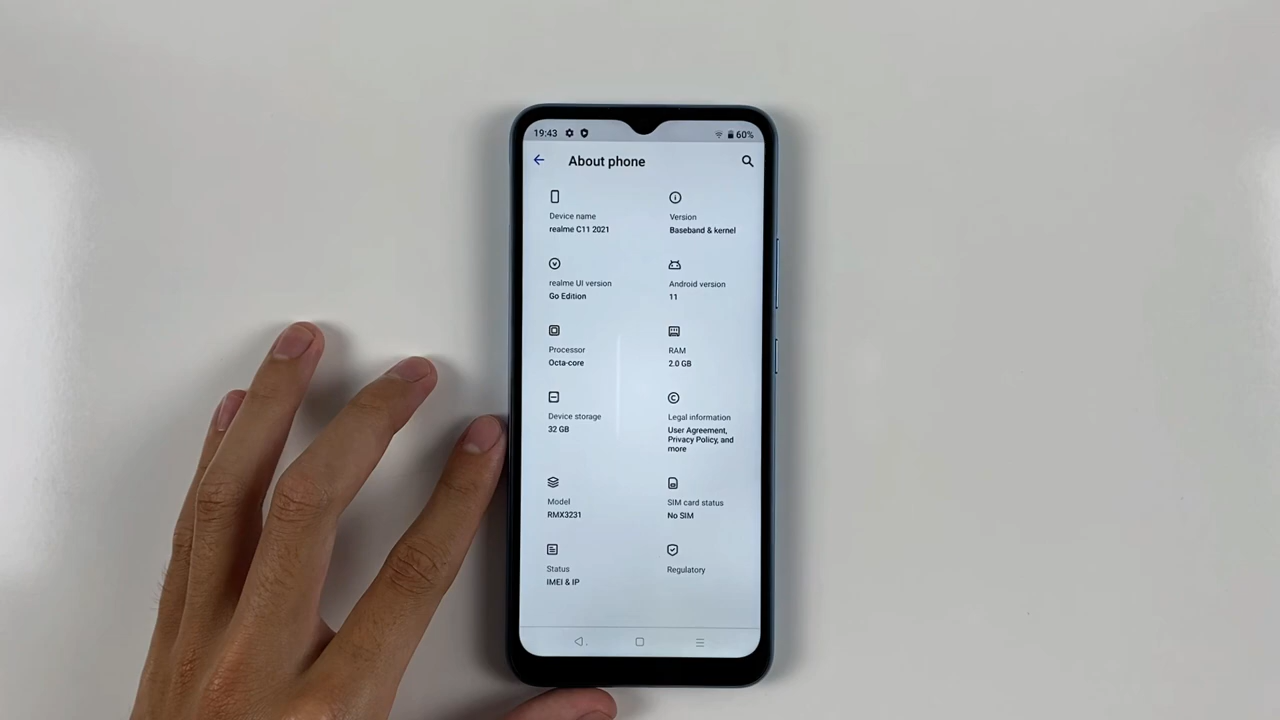 19:43
60%
About phone
Device name
realme C11 2021
Version
Baseband & kernel
realme UI version
Go Edition
Android version
11
Processor
Octa-core
RAM
2.0 GB
Device storage
32 GB
Legal information
User Agreement,
Privacy Policy, and
more
Model
RMX3231
SIM card status
No SIM
Status
IMEI & IP
Regulatory